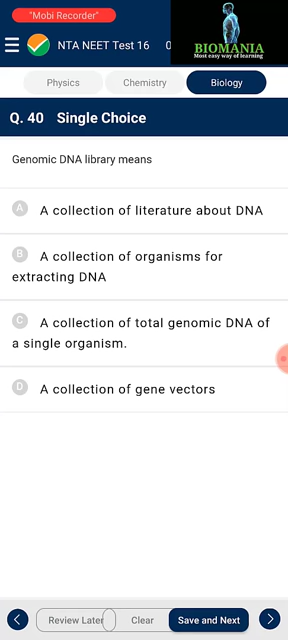 "Mobi Recorder"
NTA NEET Test 16
BIOMANIA
Most easy way of learning
Physics
Chemistry
Biology
Q. 40 Single Choice
Genomic DNA library means
A A collection of literature about DNA
B A collection of organisms for
extracting DNA
C A collection of total genomic DNA of
a single organism.
D A collection of gene vectors
Review Later
Clear
Save and Next